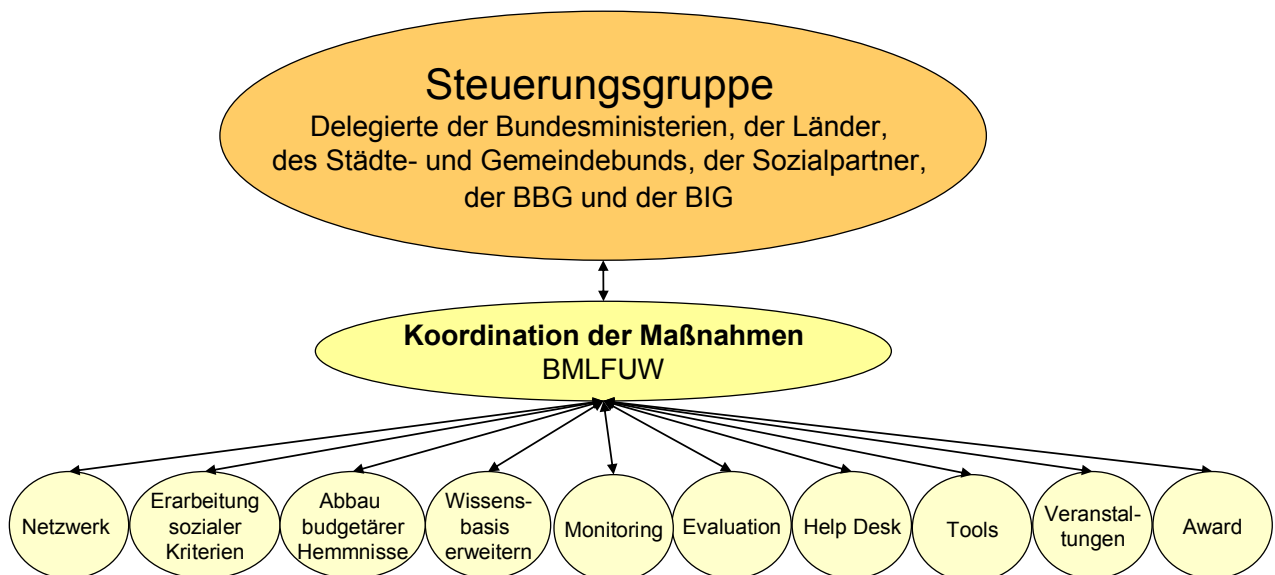 Steuerungsgruppe
Delegierte der Bundesministerien, der Länder,
des Städte- und Gemeindebunds, der Sozialpartner,
der BBG und der BIG
Koordination der Maßnahmen
BMLFUW
Netzwerk
Erarbeitung
sozialer
Kriterien
Abbau
budgetärer
Hemmnisse
Wissens-
basis
erweitern
Monitoring
Evaluation
Help Desk
Tools
Veranstal-
tungen
Award